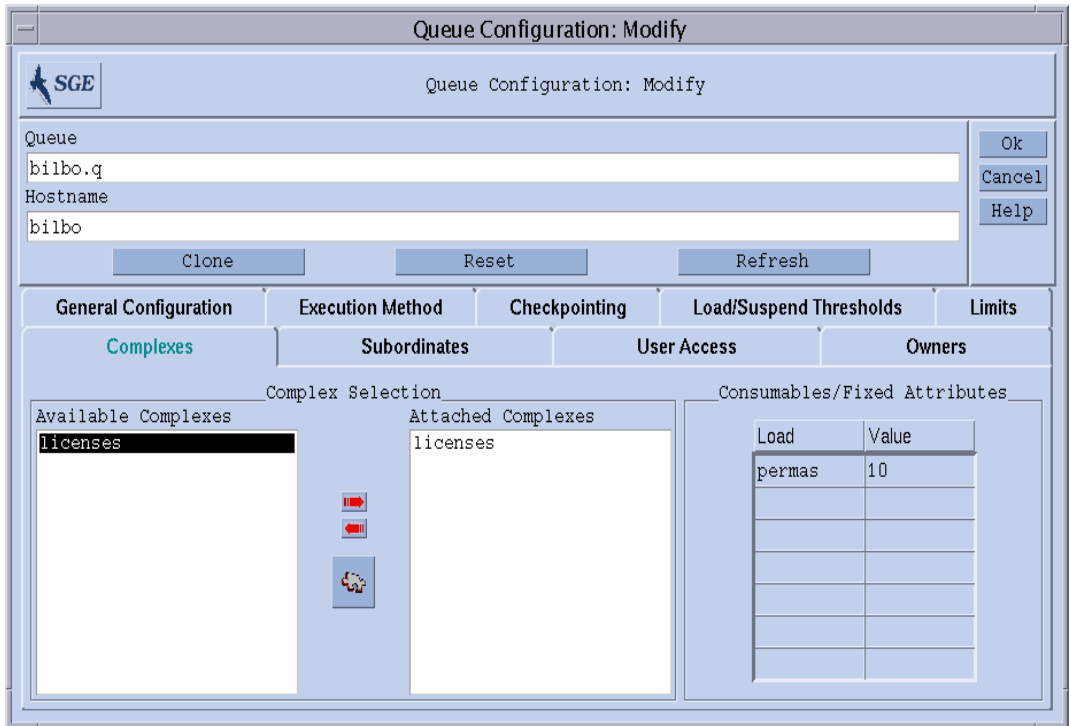 Queue Configuration: Modify
SGE
Queue Configuration: Modify
Queue
bilbo.q
Hostname
bilbo
Ok
Cancel
Help
Clone Reset Refresh
General Configuration Execution Method Checkpointing Load/Suspend Thresholds Limits
Complexes Subordinates User Access Owners
Complex Selection
Available Complexes
licenses
Attached Complexes
licenses
Consumables/Fixed Attributes
Load Value
permas 10